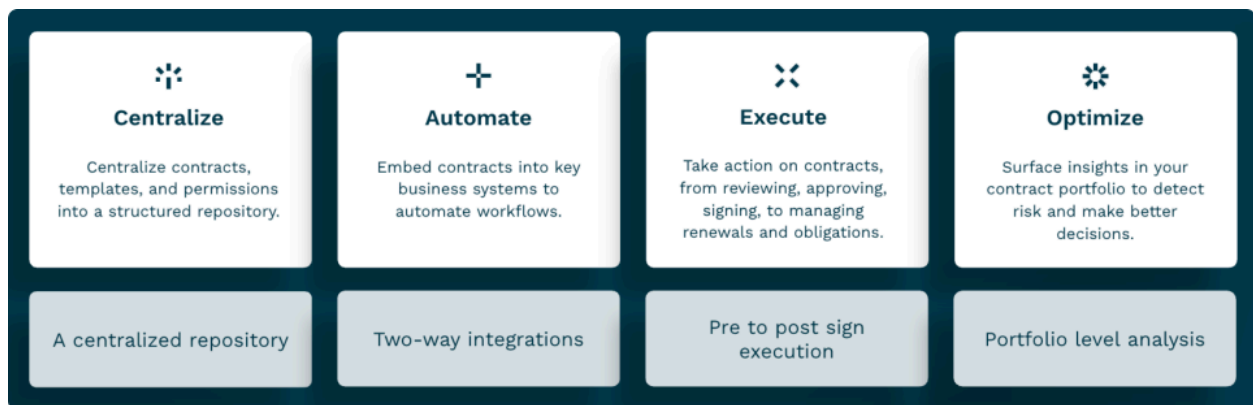 Centralize
Centralize contracts,
templates, and permissions
into a structured repository.
Automate
Embed contracts into key
business systems to
automate workflows.
Execute
Take action on contracts,
from reviewing, approving,
signing, to managing
renewals and obligations.
Optimize
Surface insights in your
contract portfolio to detect
risk and make better
decisions.
A centralized repository
Two-way integrations
Pre to post sign
execution
Portfolio level analysis